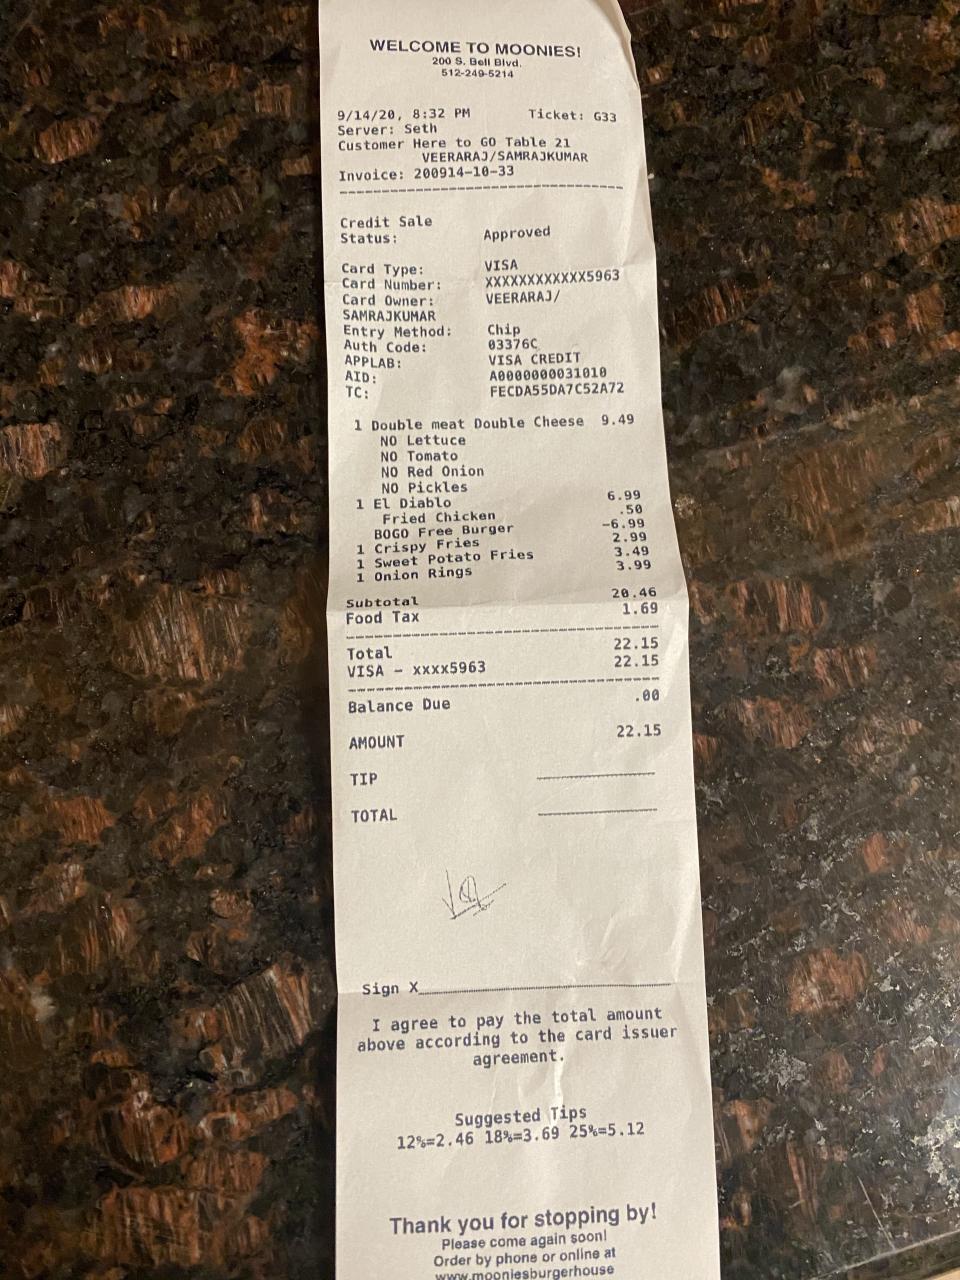 WELCOME TO MOONIES!
200 S. Bell Blvd.
512-249-5214
9/14/20, 8:32 PM Ticket: G33
Server: Seth
Customer Here to GO Table 21
VEERARAJ/SAMRAJKUMAR
Invoice: 200914-10-33
Credit Sale
Status: Approved
Card Type: VISA
Card Number: XXXXXXXXXXXX5963
Card Owner: VEERARAJ/
SAMRAJKUMAR
Entry Method: Chip
Auth Code: 03376C
APPLAB: VISA CREDIT
AID: A0000000031010
TC: FECDA55DA7C52A72
1 Double meat Double Cheese 9.49
NO Lettuce
NO Tomato
NO Red Onion
NO Pickles
1 El Diablo 6.99
Fried Chicken .50
BOGO Free Burger -6.99
1 Crispy Fries 2.99
1 Sweet Potato Fries 3.49
1 Onion Rings 3.99
Subtotal 20.46
Food Tax 1.69
Total 22.15
VISA - xxxx5963 22.15
Balance Due .00
AMOUNT 22.15
TIP
TOTAL
Sign X
I agree to pay the total amount
above according to the card issuer
agreement.
Suggested Tips
12%=2.46 18%=3.69 25%=5.12
Thank you for stopping by!
Please come again soon!
Order by phone or online at
www.mooniesburgerhouse